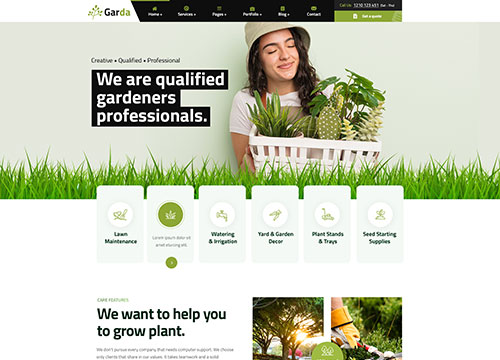 Garda
Home
Services
Pages
Portfolio
Blog
Contact
Call Us: 1210 123 451 (Sat - Thu)
Get a quote
Creative • Qualified • Professional
We are qualified
gardeners
professionals.
Lawn
Maintenance
Lorem ipsum dolor sit
amet eturcing elit.
Watering
& Irrigation
Yard & Garden
Decor
Plant Stands
& Trays
Seed Starting
Supplies
CORE FEATURES
We want to help you
to grow plant.
We don't pursue every company that needs computer support. We choose
only clients that share in our values. It takes teamwork and a solid